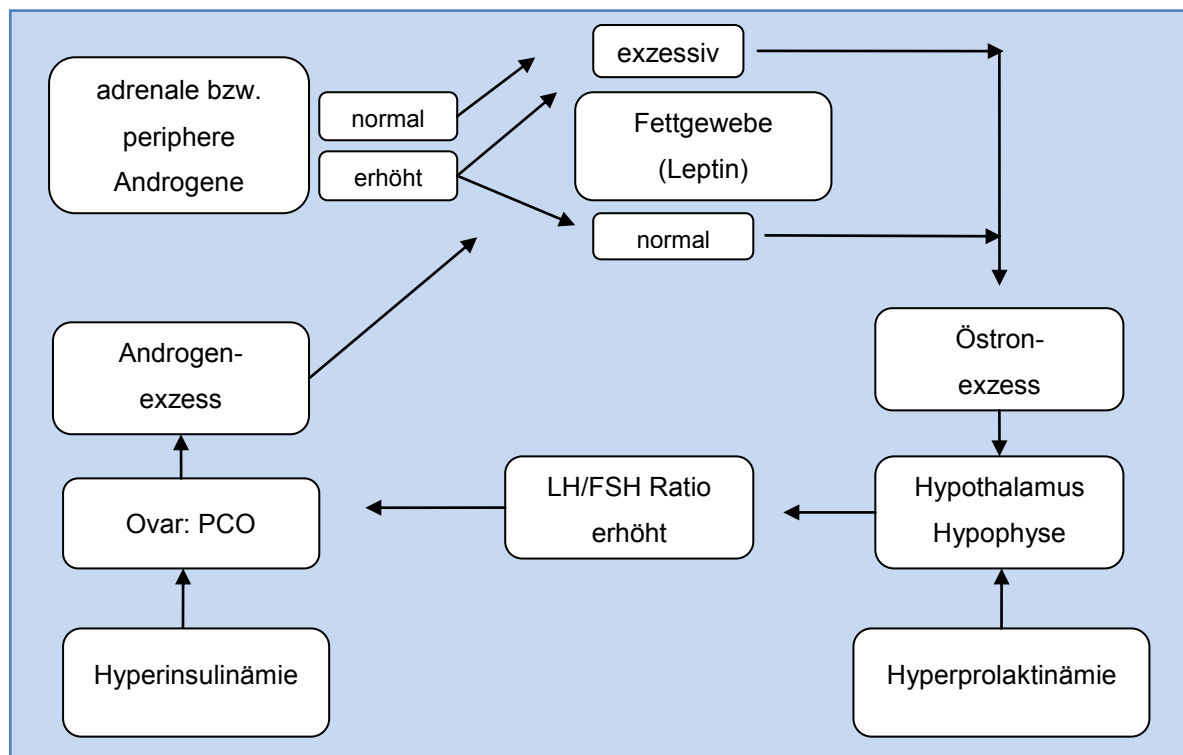 adrenale bzw.
periphere
Androgene
normal
erhöht
exzessiv
Fettgewebe
(Leptin)
normal
Androgen-
exzess
Östron-
exzess
Ovar: PCO
LH/FSH Ratio
erhöht
Hypothalamus
Hypophyse
Hyperinsulinämie
Hyperprolaktinämie